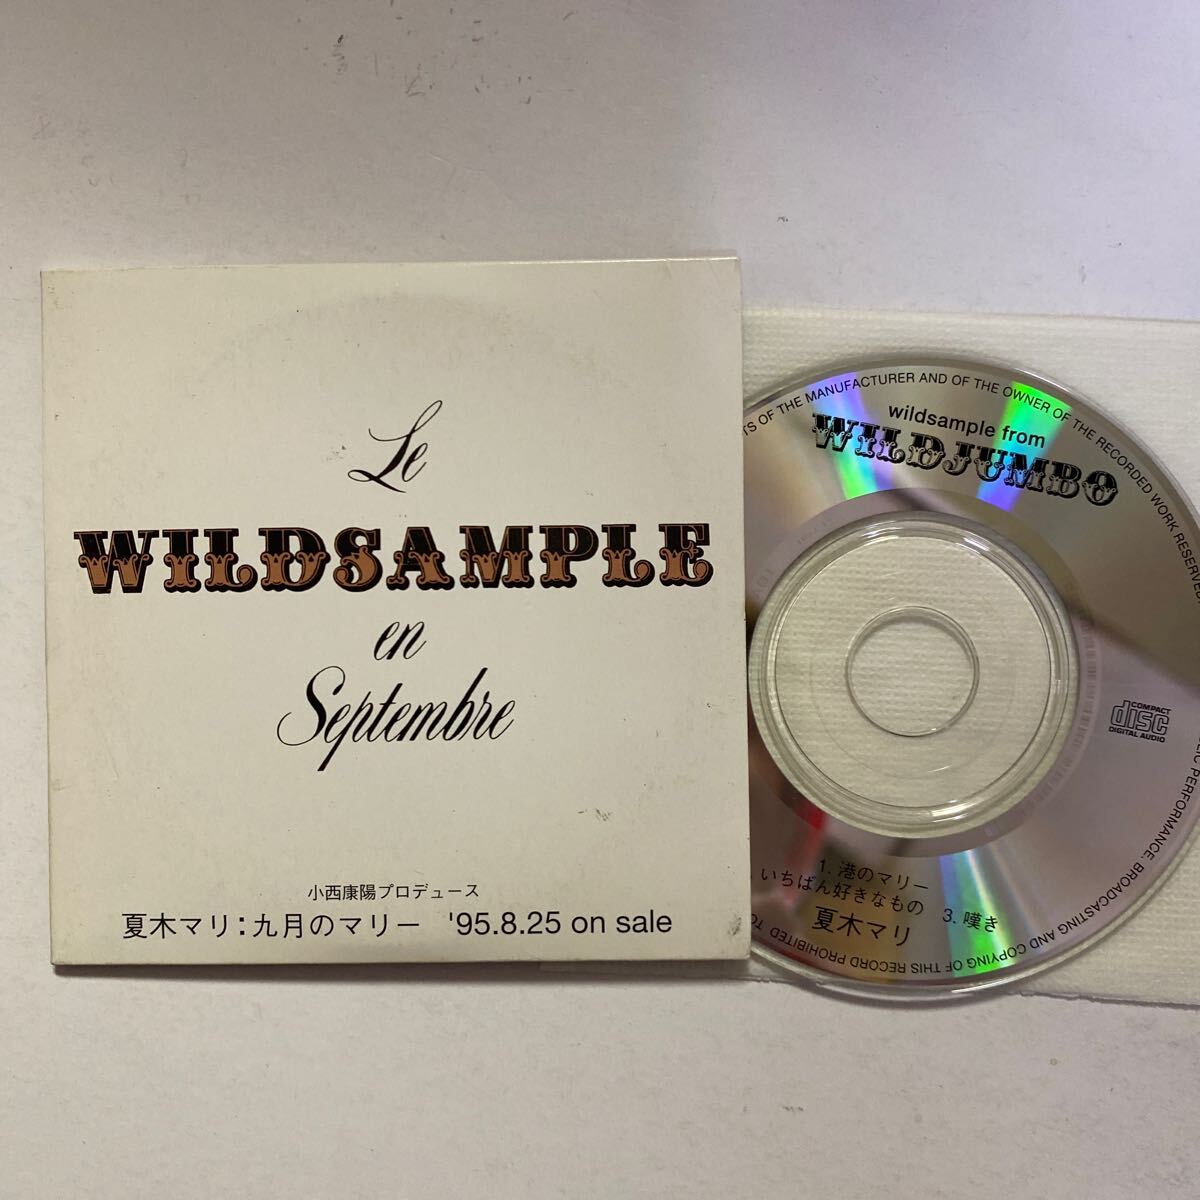 Le
WILDSAMPLE
en
Septembre
小西康陽プロデュース
夏木マリ：九月のマリー '95.8.25 on sale
TS OF THE MANUFACTURER AND OF THE OWNER OF THE RECORDED WORK RESERVED.
PERFORMANCE, BROADCASTING AND COPYING OF THIS RECORD PROHIBITED
wildsample from
WILDJUMBO
COMPACT
disc
DIGITAL AUDIO
1. 港のマリー
いちばん好きなもの
3. 嘆き
夏木マリ